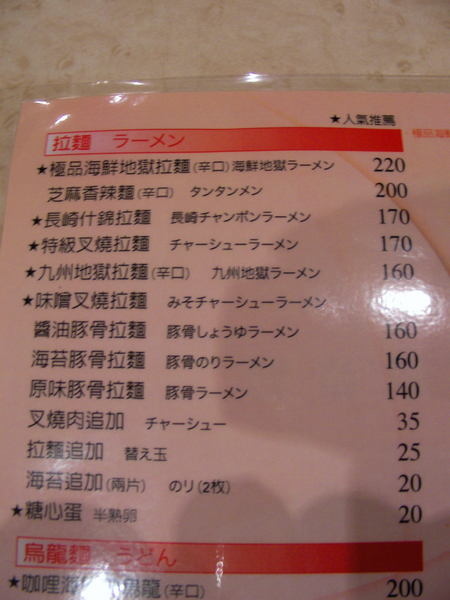 ★人氣推薦
拉麵 ラーメン
極品海鮮
★極品海鮮地獄拉麵(辛口) 海鮮地獄ラーメン 220
芝麻香辣麵(辛口) タンタンメン 200
★長崎什錦拉麵 長崎チャンポンラーメン 170
★特級叉燒拉麵 チャーシューラーメン 170
★九州地獄拉麵(辛口) 九州地獄ラーメン 160
★味噌叉燒拉麵 みそチャーシューラーメン
醬油豚骨拉麵 豚骨しょうゆラーメン 160
海苔豚骨拉麵 豚骨のりラーメン 160
原味豚骨拉麵 豚骨ラーメン 140
叉燒肉追加 チャーシュー 35
拉麵追加 替え玉 25
海苔追加(兩片) のり(2枚) 20
★糖心蛋 半熟卵 20
烏龍麵 うどん
★咖哩海 烏龍(辛口) 200